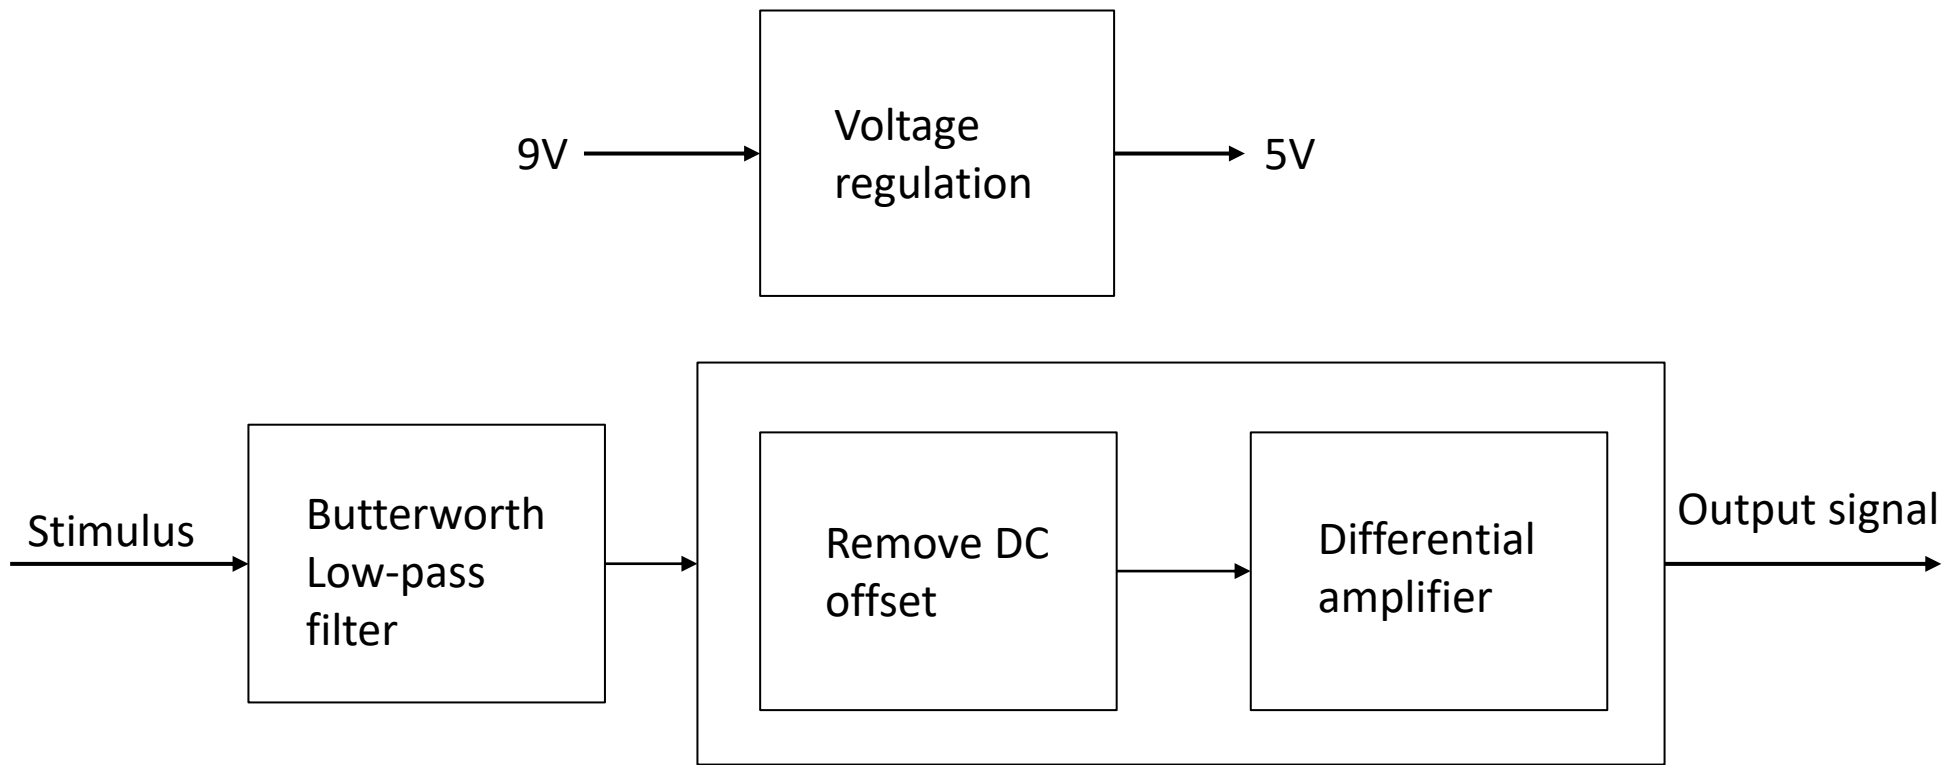 9V
Voltage
regulation
5V
Stimulus
Butterworth
Low-pass
filter
Remove DC
offset
Differential
amplifier
Output signal